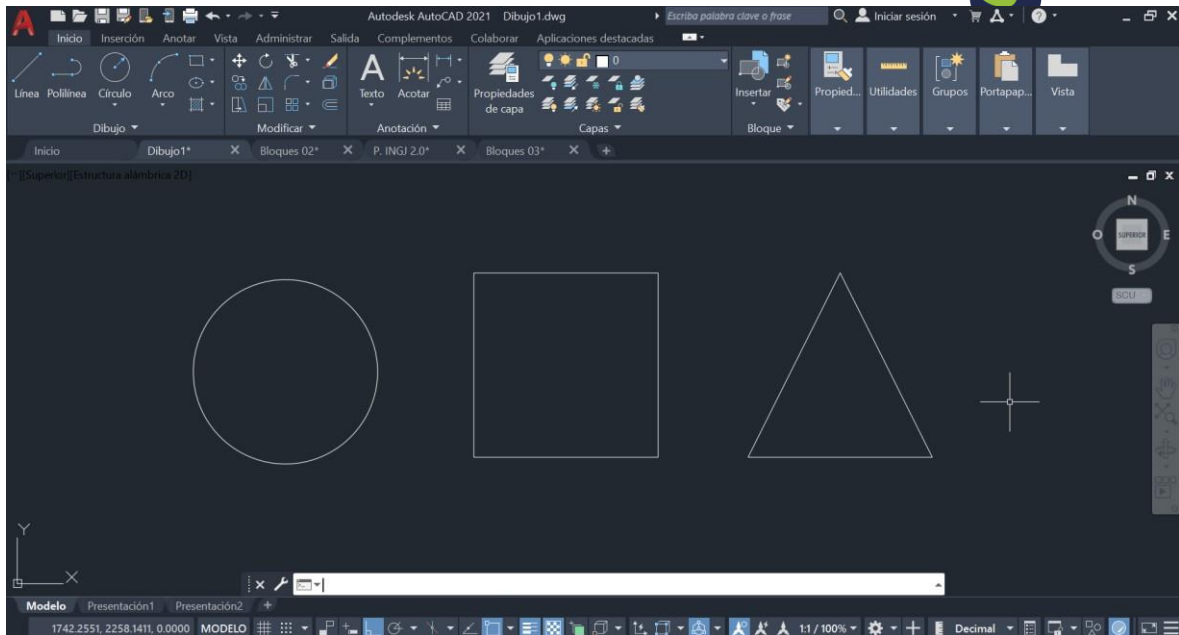 Autodesk AutoCAD 2021 Dibujo1.dwg
Escriba palabra clave o frase
Iniciar sesión
Inicio Inserción Anotar Vista Administrar Salida Complementos Colaborar Aplicaciones destacadas
0
Línea Polilínea Círculo Arco
Texto Acotar
Propiedades de capa
Insertar
Propied... Utilidades Grupos Portapap... Vista
Dibujo Modificar Anotación Capas Bloque
Inicio Dibujo1* Bloques 02* P. INGJ 2.0* Bloques 03*
[−][Superior][Estructura alámbrica 2D]
N
O SUPERIOR E
S
SCU
Y
X
Modelo Presentación1 Presentación2
1742.2551, 2258.1411, 0.0000 MODELO 1:1 / 100% Decimal